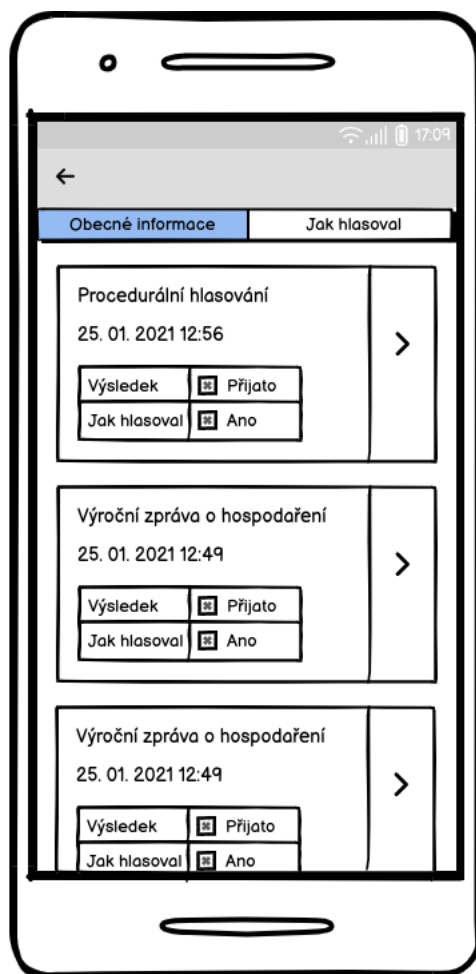 17:09
Obecné informace Jak hlasoval
Procedurální hlasování
25. 01. 2021 12:56
Výsledek Přijato
Jak hlasoval Ano
Výroční zpráva o hospodaření
25. 01. 2021 12:49
Výsledek Přijato
Jak hlasoval Ano
Výroční zpráva o hospodaření
25. 01. 2021 12:49
Výsledek Přijato
Jak hlasoval Ano